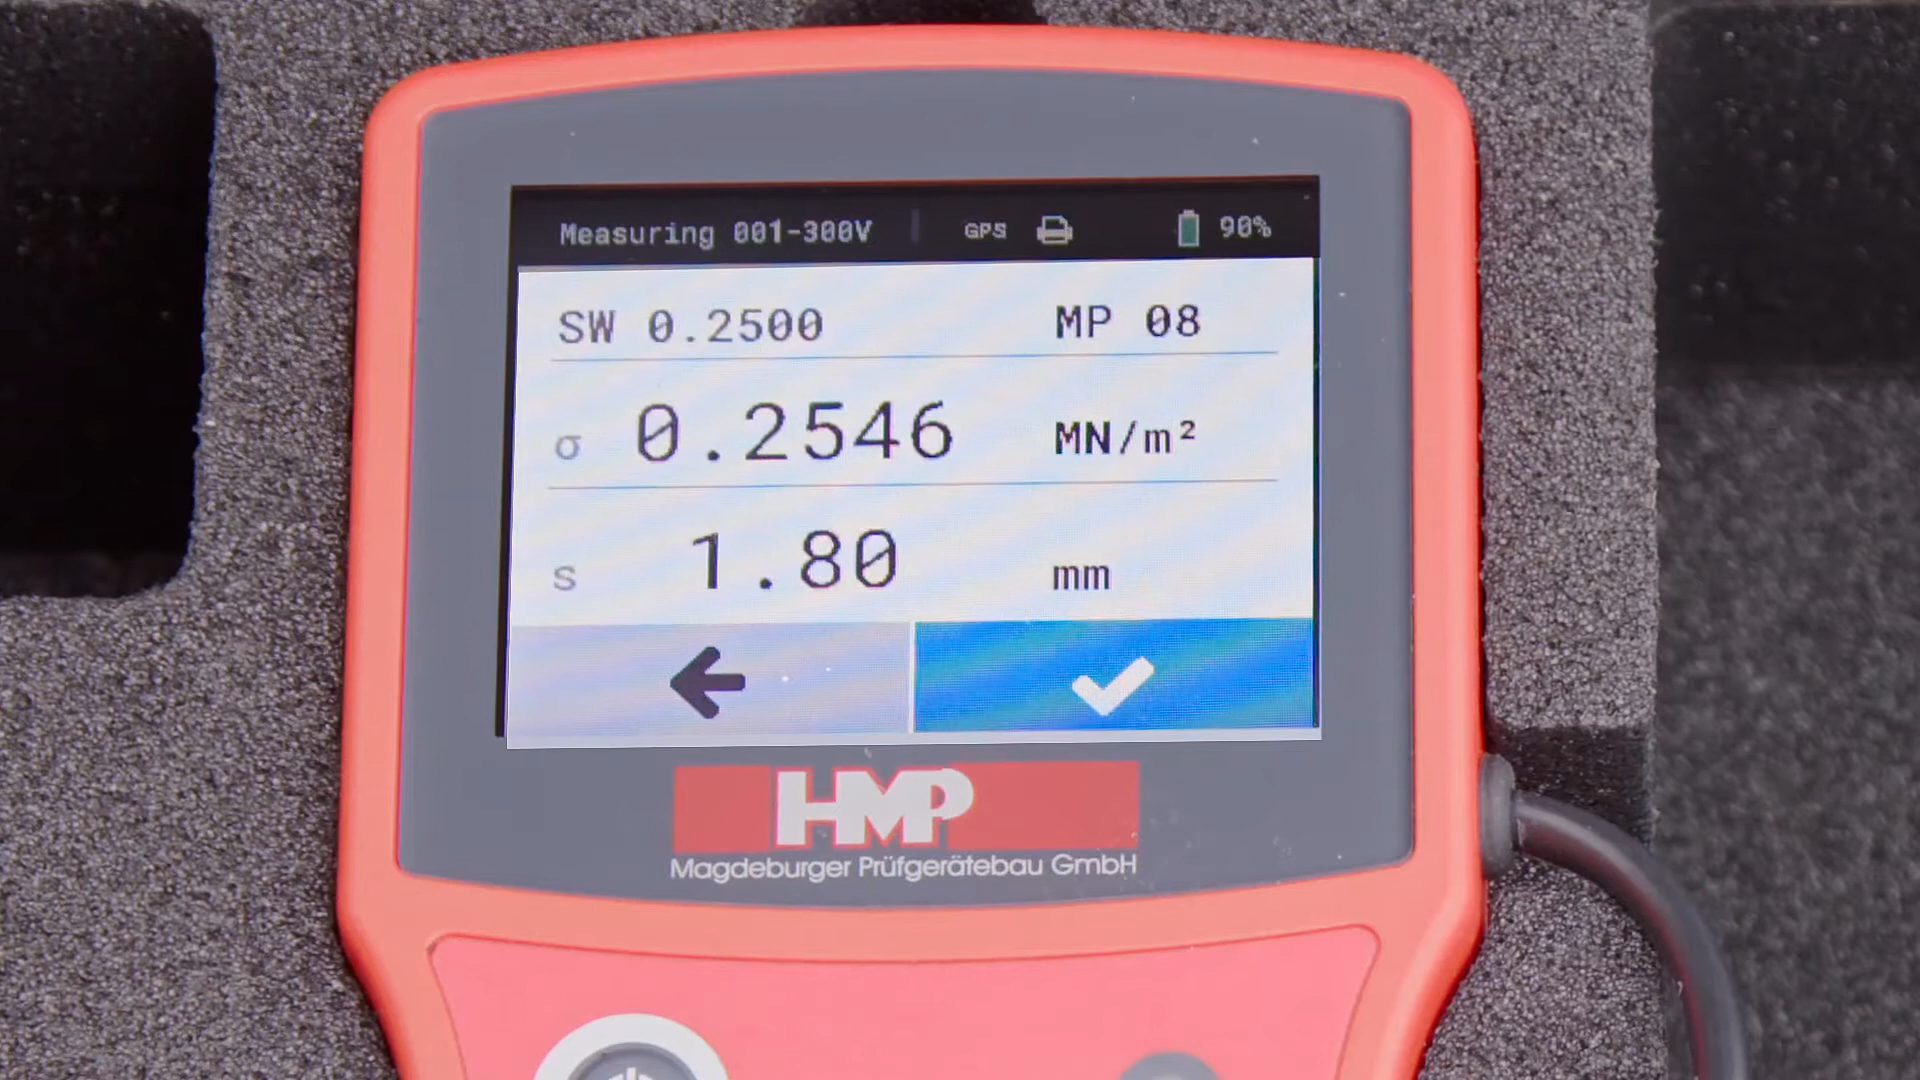 Measuring 001-300V GPS 90%
SW 0.2500 MP 08
σ 0.2546 MN/m²
s 1.80 mm
HMP
Magdeburger Prüfgerätebau GmbH